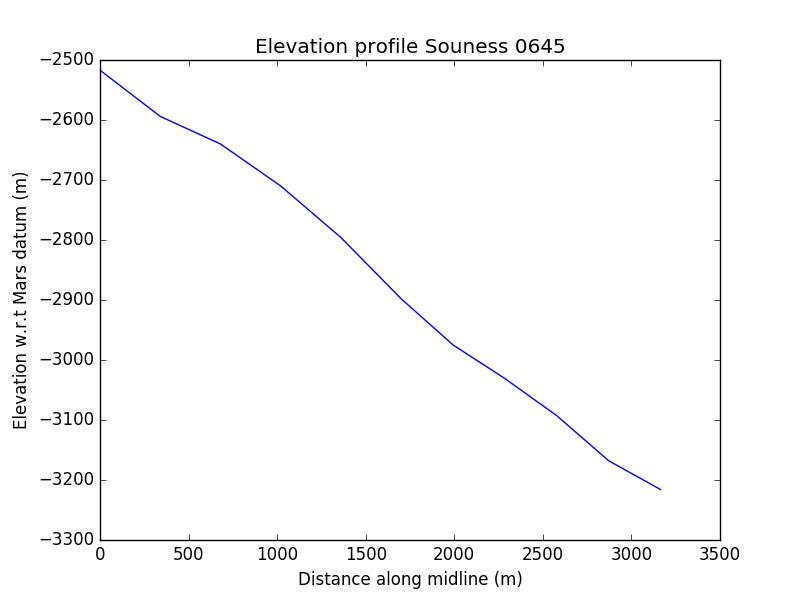 Elevation profile Souness 0645
−2500
−2600
−2700
−2800
−2900
−3000
−3100
−3200
−3300
Elevation w.r.t Mars datum (m)
0 500 1000 1500 2000 2500 3000 3500
Distance along midline (m)